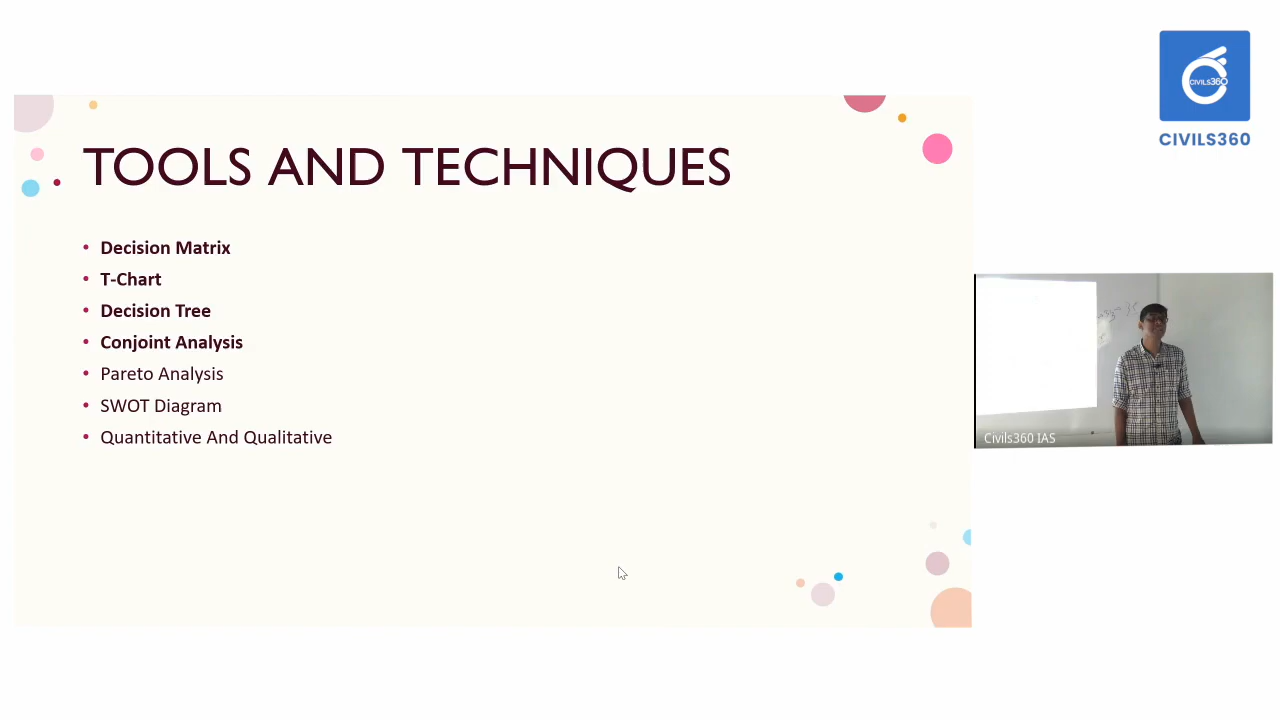 CIVILS360
CIVILS360
TOOLS AND TECHNIQUES
• Decision Matrix
• T-Chart
• Decision Tree
• Conjoint Analysis
• Pareto Analysis
• SWOT Diagram
• Quantitative And Qualitative
Civils360 IAS